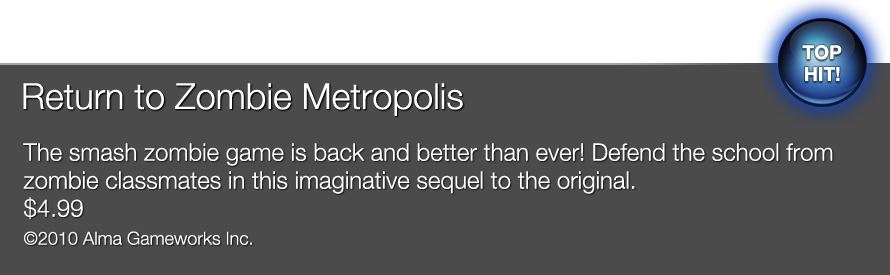 TOP
HIT!
Return to Zombie Metropolis
The smash zombie game is back and better than ever! Defend the school from
zombie classmates in this imaginative sequel to the original.
$4.99
©2010 Alma Gameworks Inc.